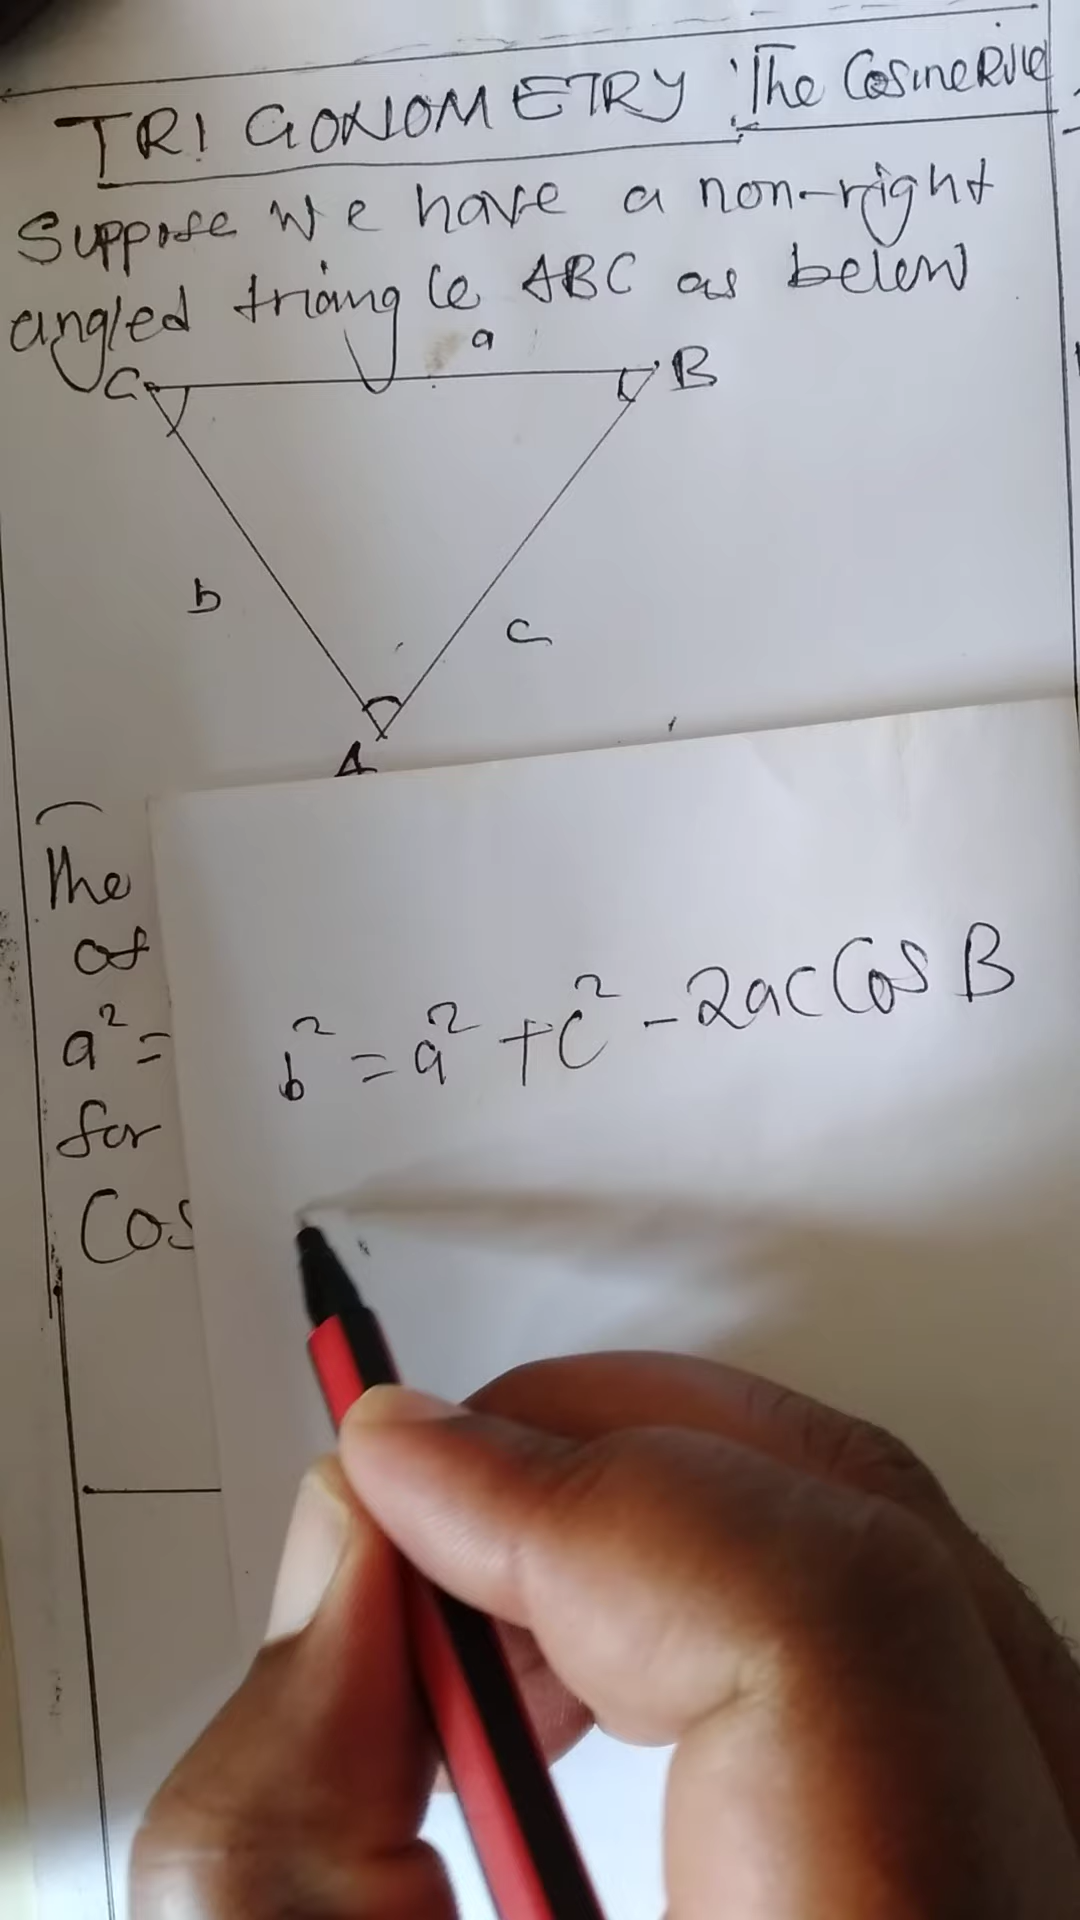 TRIGONOMETRY : The Cosine Rule
Suppose we have a non-right
angled triangle ABC as below
a
C
B
b
c
A
The
of
a² =
b² = a² + c² - 2ac Cos B
for
Cos